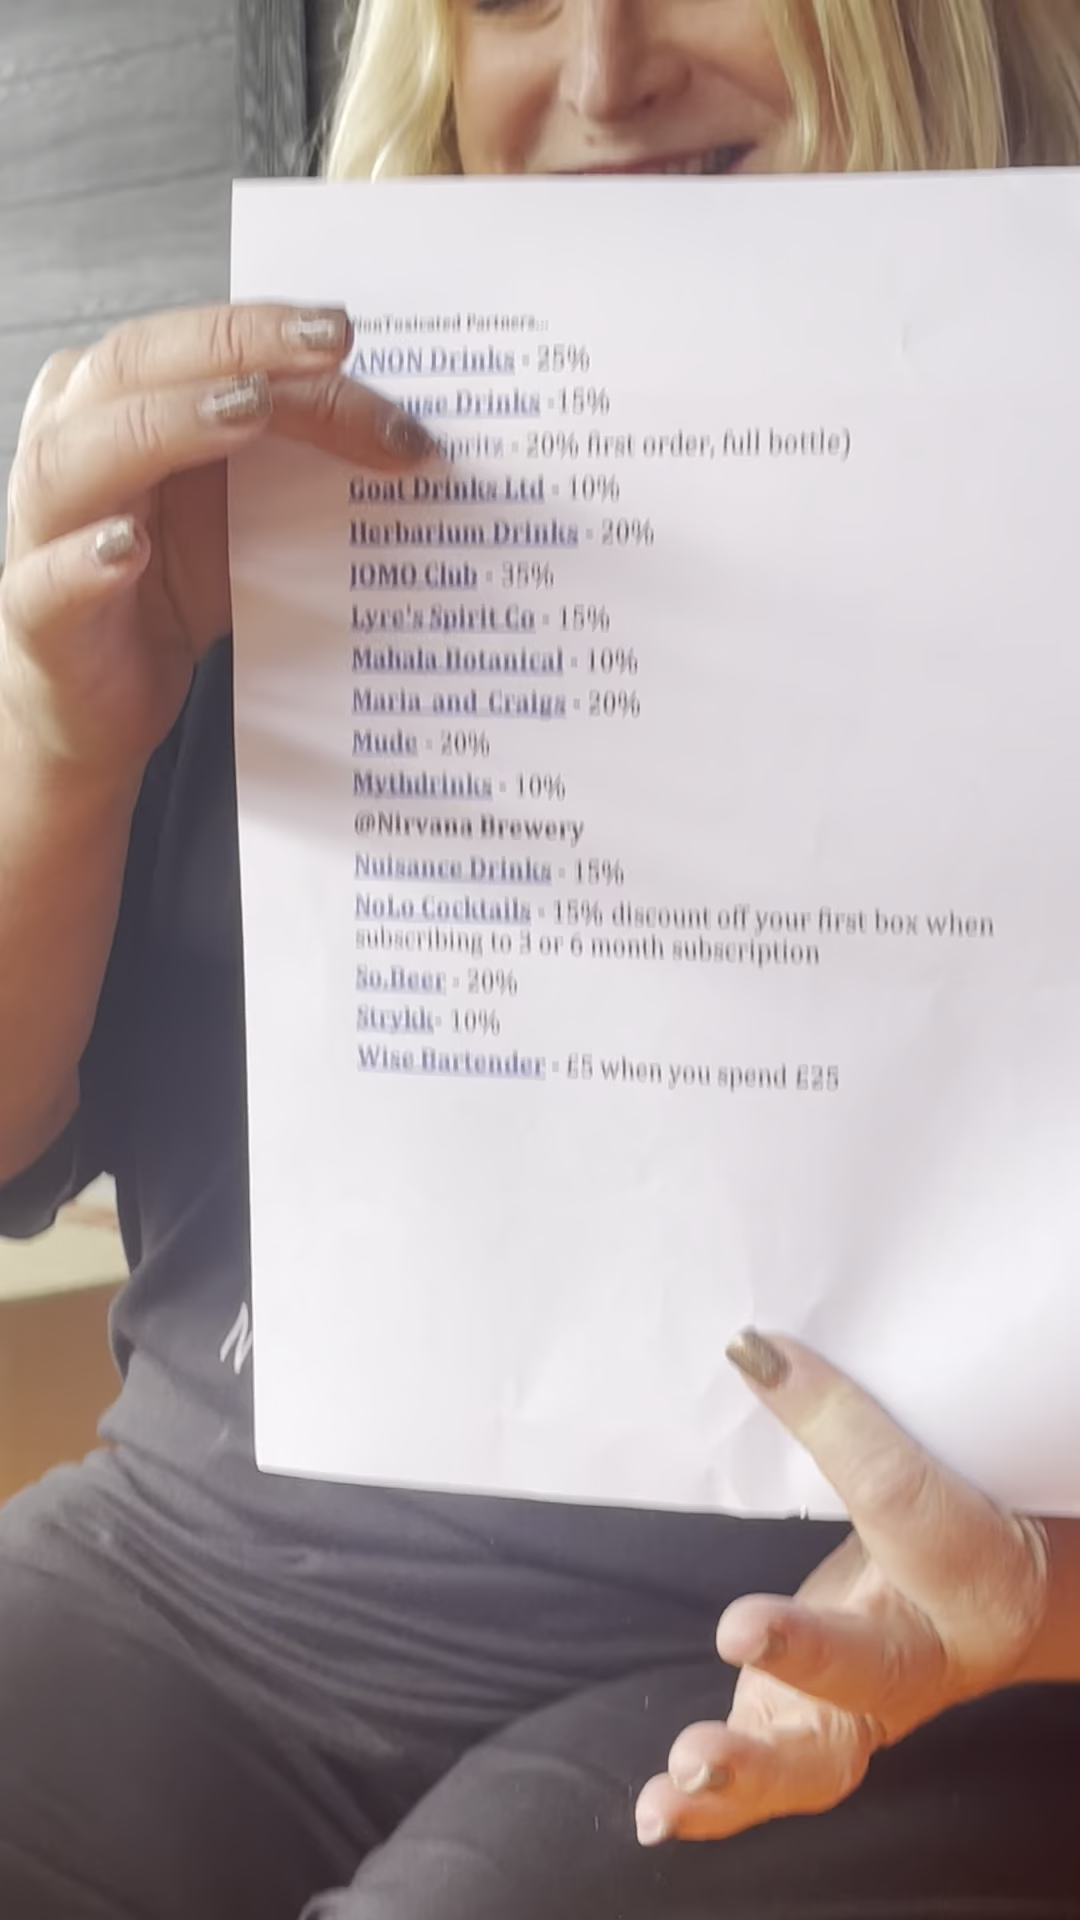 NonToxicated Partners...
ANON Drinks - 25%
Drinks -15%
Spritz - 20% first order, full bottle)
Goat Drinks Ltd - 10%
Herbarium Drinks - 20%
JOMO Club - 35%
Lyre's Spirit Co - 15%
Mahala Botanical - 10%
Maria and Craigs - 20%
Mude - 20%
Mythdrinks - 10%
@Nirvana Brewery
Nuisance Drinks - 15%
NoLo Cocktails - 15% discount off your first box when
subscribing to 3 or 6 month subscription
So.Beer - 20%
Strykk- 10%
Wise Bartender - £5 when you spend £25
N